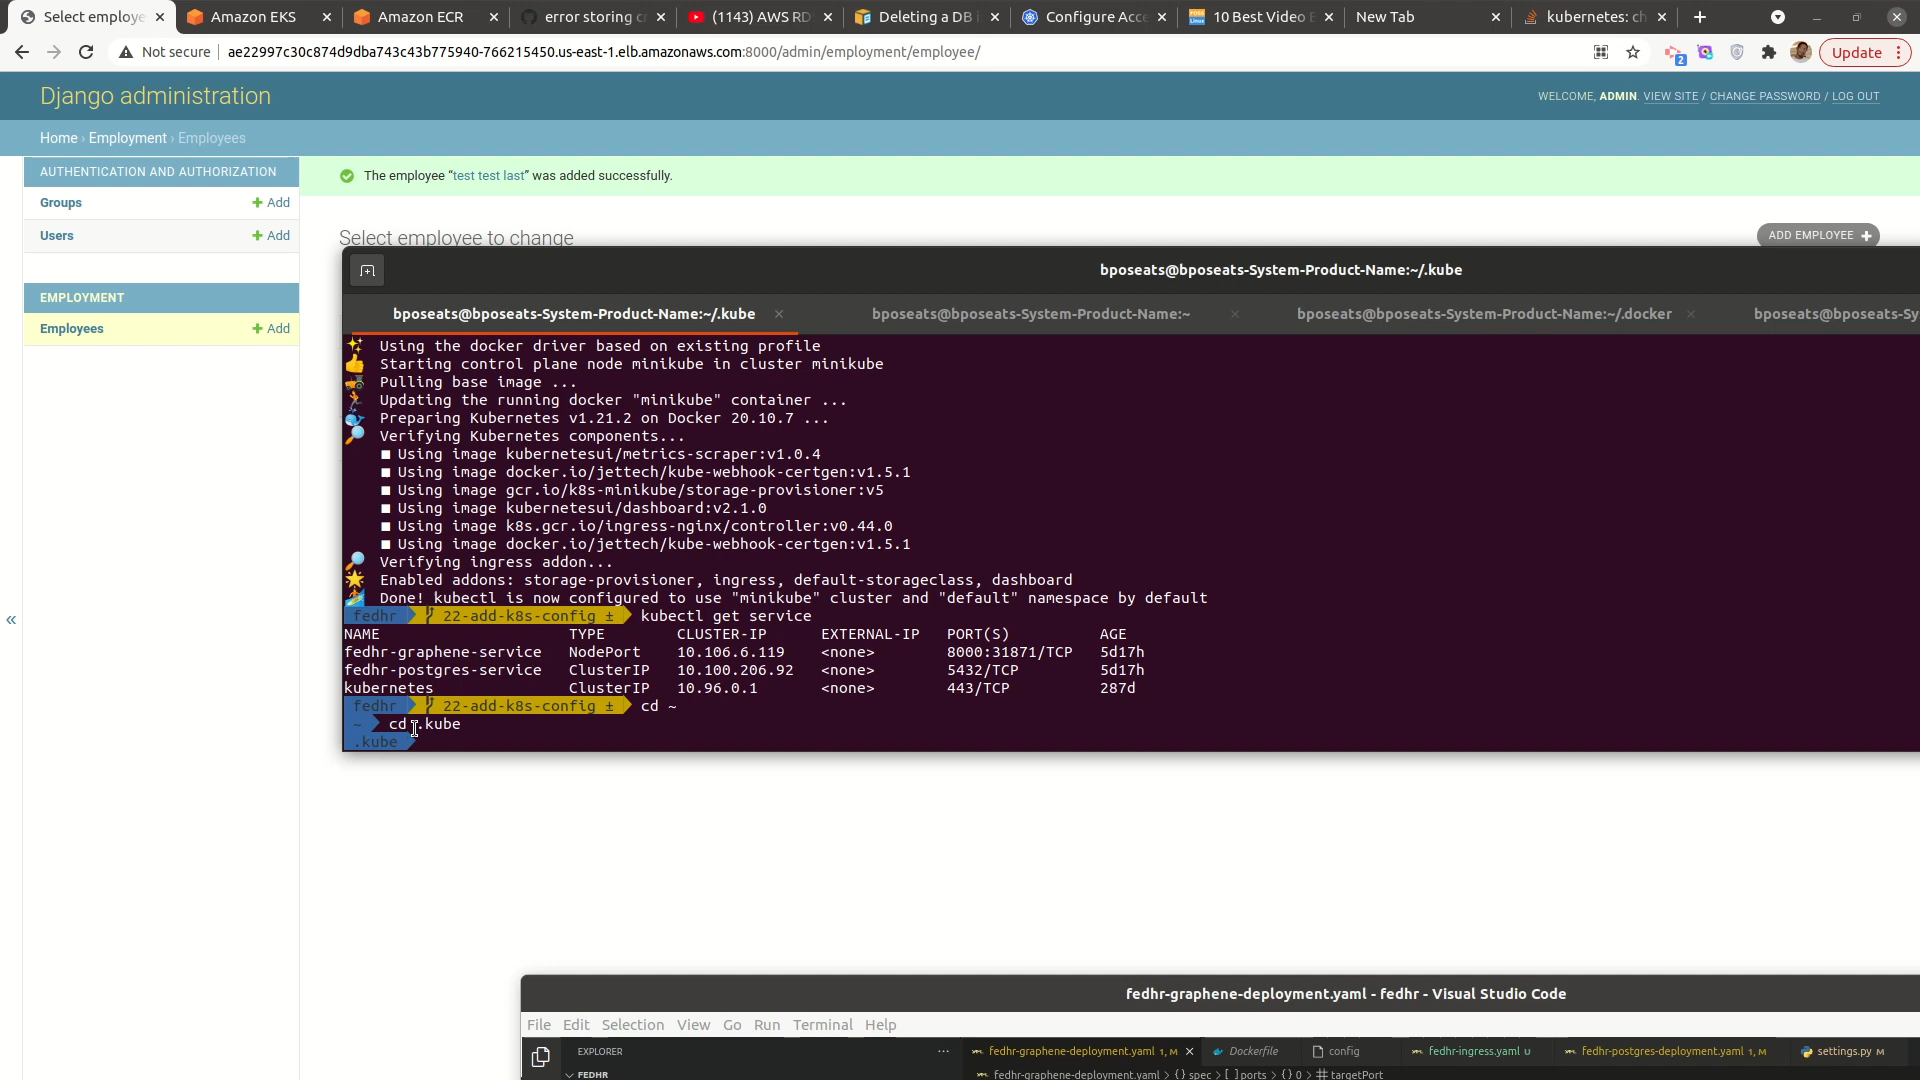 Select employe
Amazon EKS
Amazon ECR
error storing c
(1143) AWS RD
Deleting a DB i
Configure Acce
10 Best Video E
New Tab
kubernetes: ch
Not secure
ae22997c30c874d9dba743c43b775940-766215450.us-east-1.elb.amazonaws.com:8000/admin/employment/employee/
2
Update
Django administration
WELCOME, ADMIN. VIEW SITE / CHANGE PASSWORD / LOG OUT
Home › Employment › Employees
AUTHENTICATION AND AUTHORIZATION
Groups + Add
Users + Add
EMPLOYMENT
Employees + Add
«
The employee “test test last” was added successfully.
Select employee to change
ADD EMPLOYEE +
bposeats@bposeats-System-Product-Name:~/.kube
bposeats@bposeats-System-Product-Name:~/.kube
bposeats@bposeats-System-Product-Name:~
bposeats@bposeats-System-Product-Name:~/.docker
bposeats@bposeats-Sy
Using the docker driver based on existing profile
Starting control plane node minikube in cluster minikube
Pulling base image ...
Updating the running docker "minikube" container ...
Preparing Kubernetes v1.21.2 on Docker 20.10.7 ...
Verifying Kubernetes components...
■ Using image kubernetesui/metrics-scraper:v1.0.4
■ Using image docker.io/jettech/kube-webhook-certgen:v1.5.1
■ Using image gcr.io/k8s-minikube/storage-provisioner:v5
■ Using image kubernetesui/dashboard:v2.1.0
■ Using image k8s.gcr.io/ingress-nginx/controller:v0.44.0
■ Using image docker.io/jettech/kube-webhook-certgen:v1.5.1
Verifying ingress addon...
Enabled addons: storage-provisioner, ingress, default-storageclass, dashboard
Done! kubectl is now configured to use "minikube" cluster and "default" namespace by default
fedhr 22-add-k8s-config ± kubectl get service
NAME TYPE CLUSTER-IP EXTERNAL-IP PORT(S) AGE
fedhr-graphene-service NodePort 10.106.6.119 <none> 8000:31871/TCP 5d17h
fedhr-postgres-service ClusterIP 10.100.206.92 <none> 5432/TCP 5d17h
kubernetes ClusterIP 10.96.0.1 <none> 443/TCP 287d
fedhr 22-add-k8s-config ± cd ~
~ cd .kube
.kube
fedhr-graphene-deployment.yaml - fedhr - Visual Studio Code
File Edit Selection View Go Run Terminal Help
EXPLORER ···
fedhr-graphene-deployment.yaml 1, M
Dockerfile
config
fedhr-ingress.yaml U
fedhr-postgres-deployment.yaml 1, M
settings.py M
FEDHR
fedhr-graphene-deployment.yaml > {} spec > [ ] ports > {} 0 > targetPort